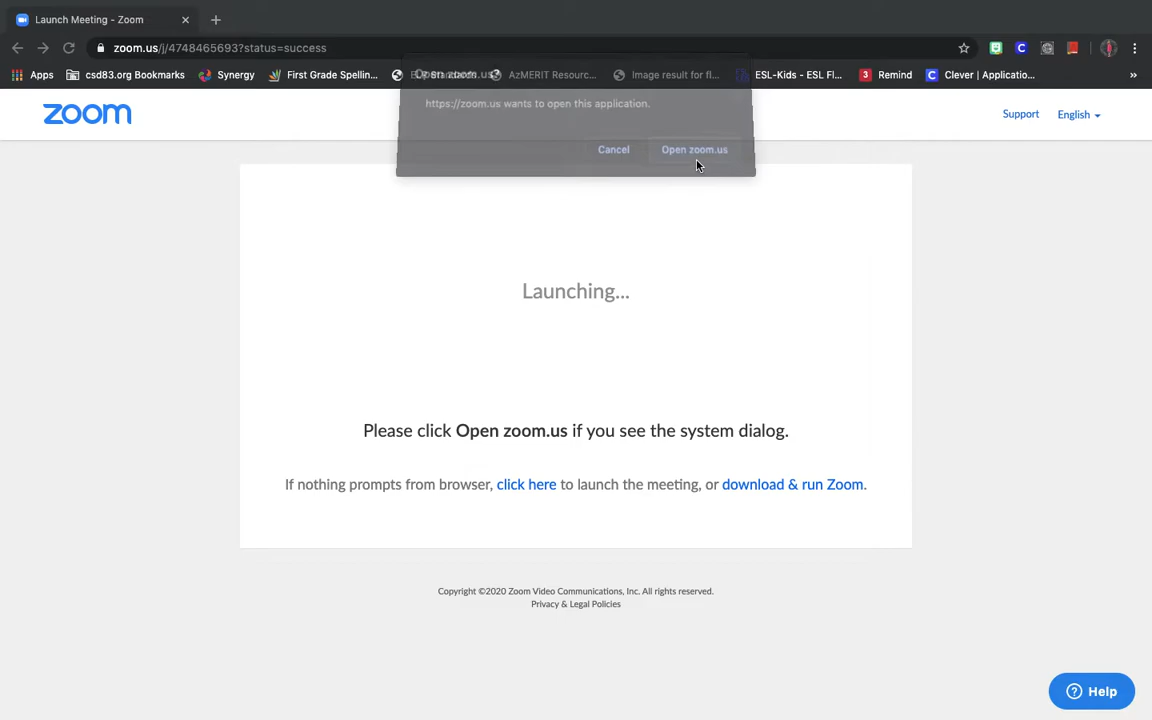 Launch Meeting - Zoom
zoom.us/j/4748465693?status=success
Apps csd83.org Bookmarks Synergy First Grade Spellin... AzMERIT Resourc... Image result for fl... ESL-Kids - ESL Fl... 3 Remind C Clever | Applicatio... »
Open zoom.us?
https://zoom.us wants to open this application.
Cancel Open zoom.us
zoom Support English
Launching...
Please click Open zoom.us if you see the system dialog.
If nothing prompts from browser, click here to launch the meeting, or download & run Zoom.
Copyright ©2020 Zoom Video Communications, Inc. All rights reserved.
Privacy & Legal Policies
Help